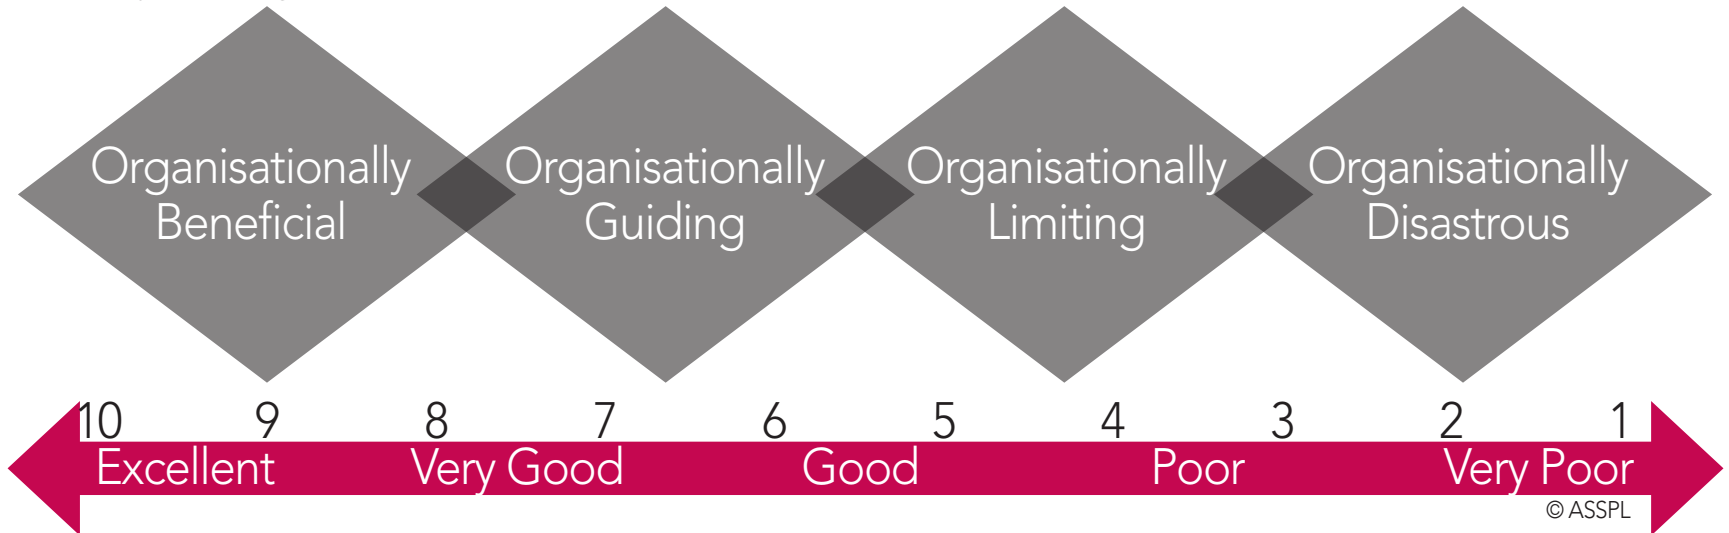 Organisationally
Beneficial
Organisationally
Guiding
Organisationally
Limiting
Organisationally
Disastrous
10 9 8 7 6 5 4 3 2 1
Excellent Very Good Good Poor Very Poor
© ASSPL